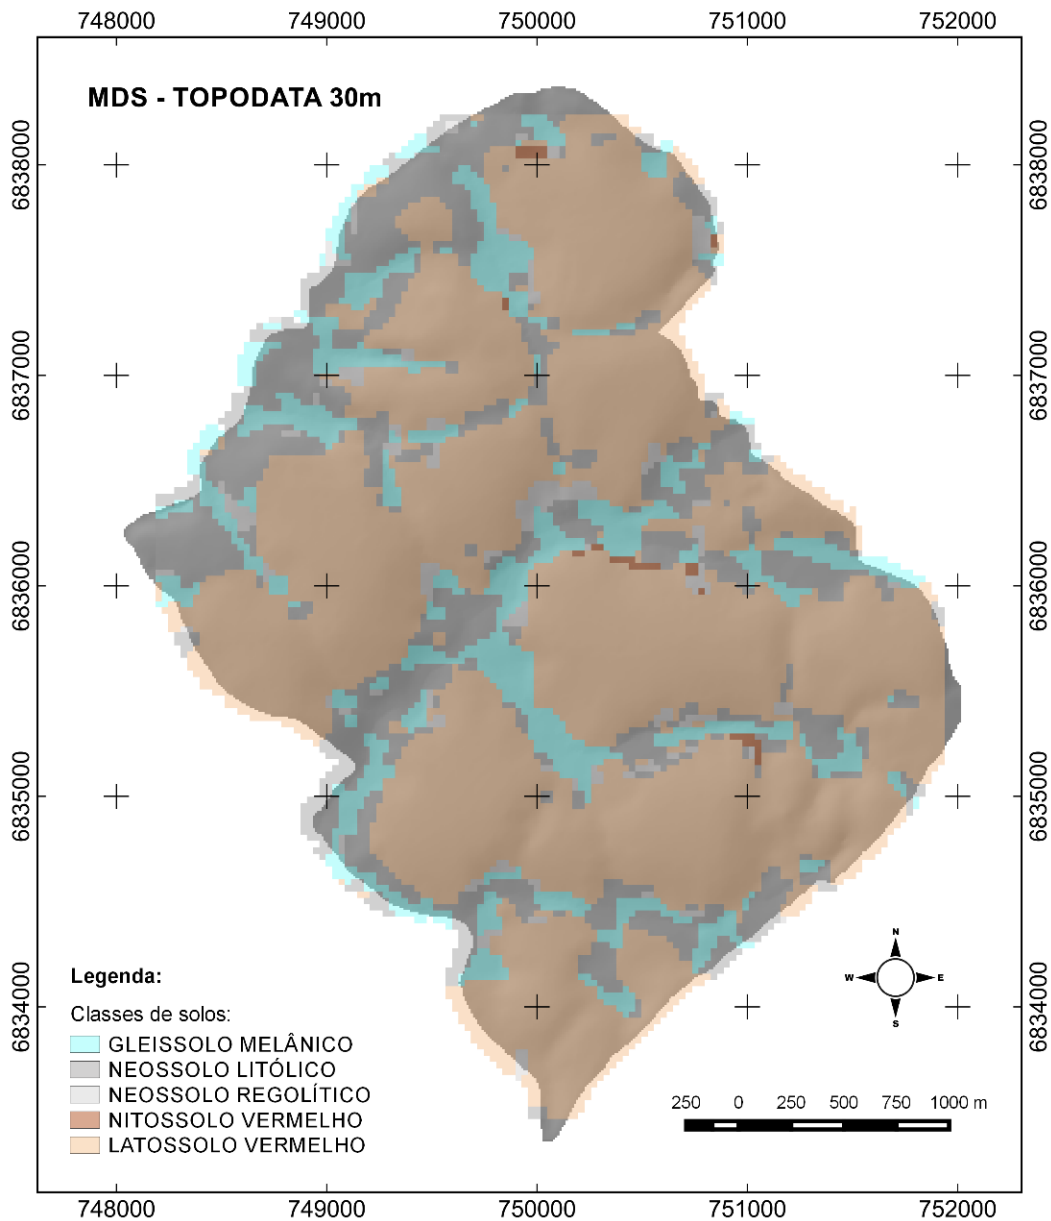 748000 749000 750000 751000 752000
MDS - TOPODATA 30m
6838000 6838000
6837000 6837000
6836000 6836000
6835000 6835000
6834000 6834000
N
W E
S
Legenda:
Classes de solos:
GLEISSOLO MELÂNICO
NEOSSOLO LITÓLICO
NEOSSOLO REGOLÍTICO
NITOSSOLO VERMELHO
LATOSSOLO VERMELHO
250 0 250 500 750 1000 m
748000 749000 750000 751000 752000